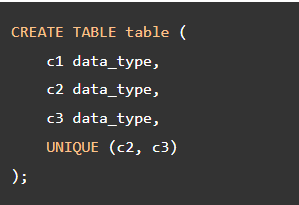 CREATE TABLE table (
    c1 data_type,
    c2 data_type,
    c3 data_type,
    UNIQUE (c2, c3)
);